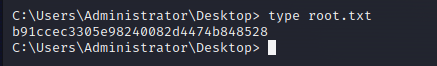 C:\Users\Administrator\Desktop> type root.txt
b91ccec3305e98240082d4474b848528
C:\Users\Administrator\Desktop>